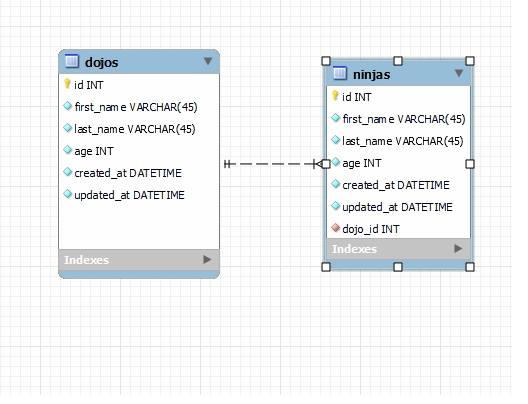 dojos
id INT
first_name VARCHAR(45)
last_name VARCHAR(45)
age INT
created_at DATETIME
updated_at DATETIME
Indexes
ninjas
id INT
first_name VARCHAR(45)
last_name VARCHAR(45)
age INT
created_at DATETIME
updated_at DATETIME
dojo_id INT
Indexes